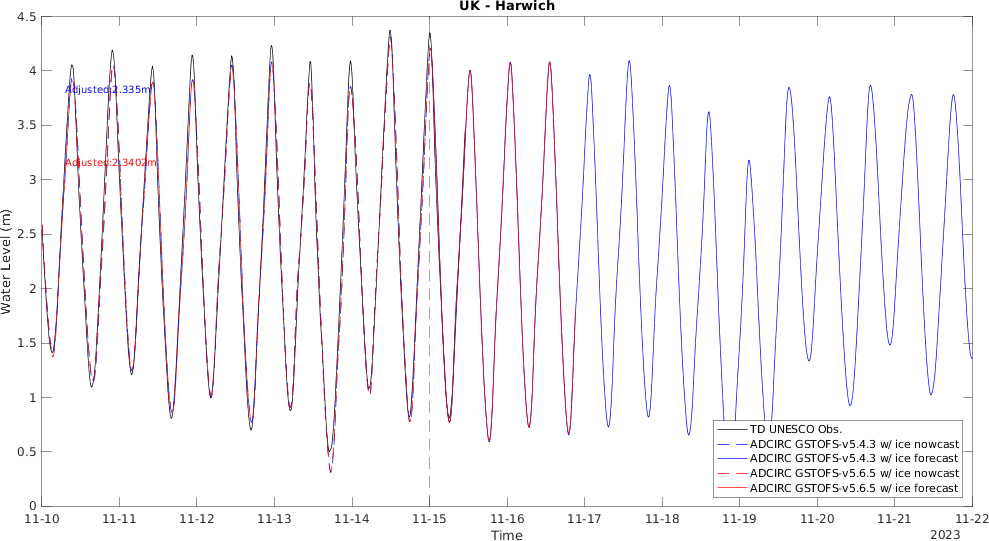 UK - Harwich
4.5
4
3.5
3
2.5
2
1.5
1
0.5
0
Water Level (m)
Adjusted:2.335m
Adjusted:2.3402m
TD UNESCO Obs.
ADCIRC GSTOFS-v5.4.3 w/ ice nowcast
ADCIRC GSTOFS-v5.4.3 w/ ice forecast
ADCIRC GSTOFS-v5.6.5 w/ ice nowcast
ADCIRC GSTOFS-v5.6.5 w/ ice forecast
11-10 11-11 11-12 11-13 11-14 11-15 11-16 11-17 11-18 11-19 11-20 11-21 11-22
Time
2023